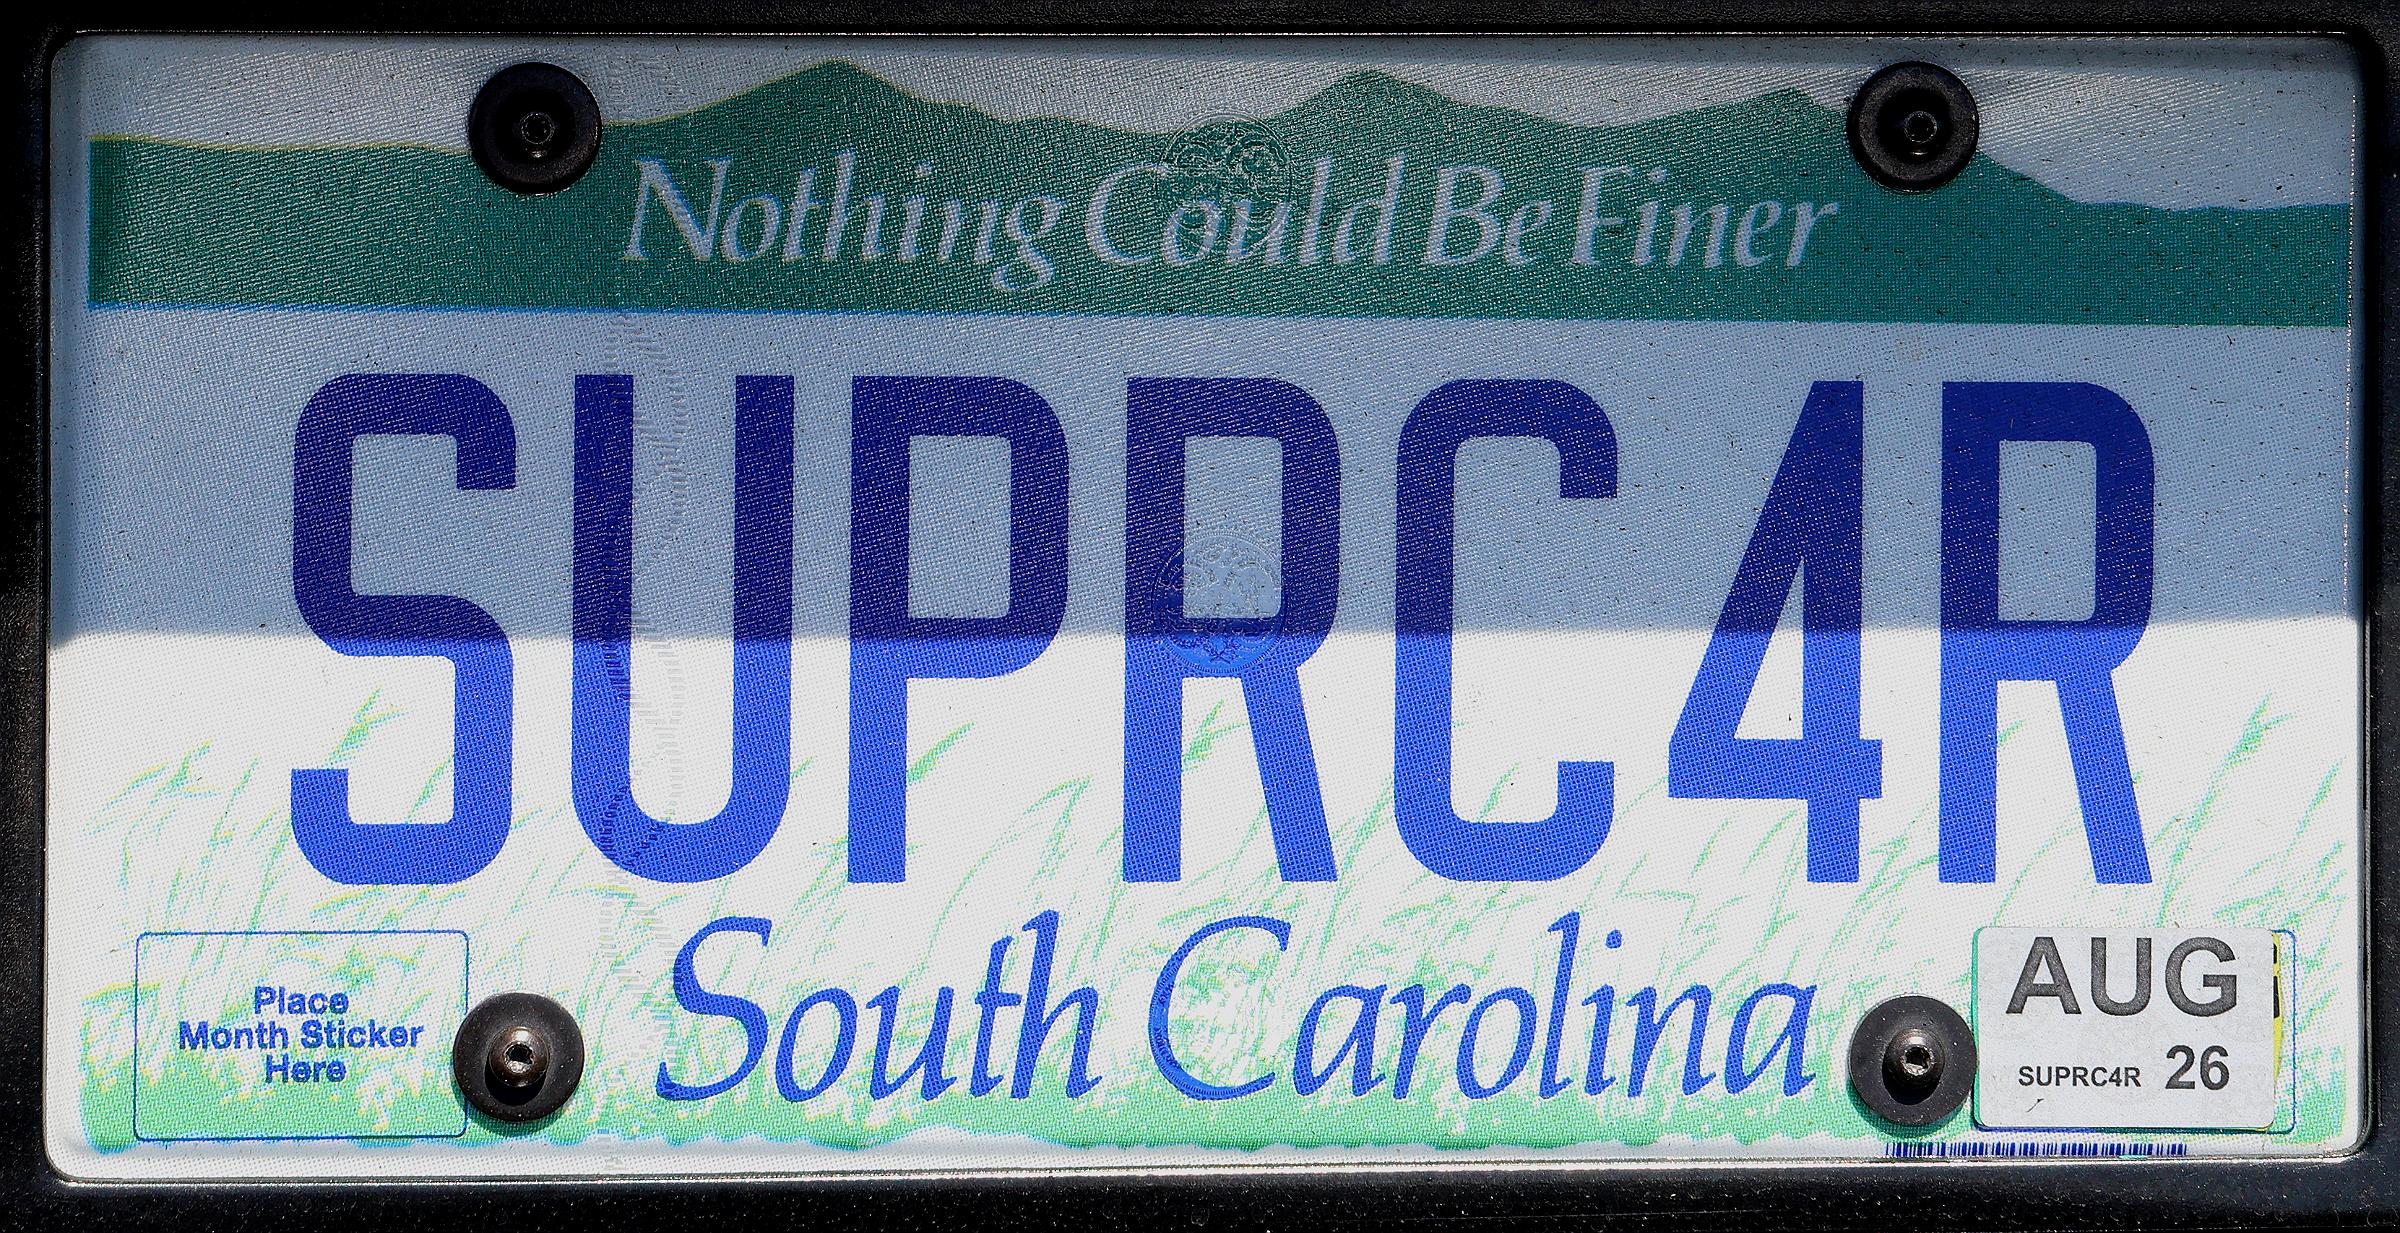 Nothing Could Be Finer
SUPRC4R
South Carolina
Place
Month Sticker
Here
AUG
SUPRC4R 26